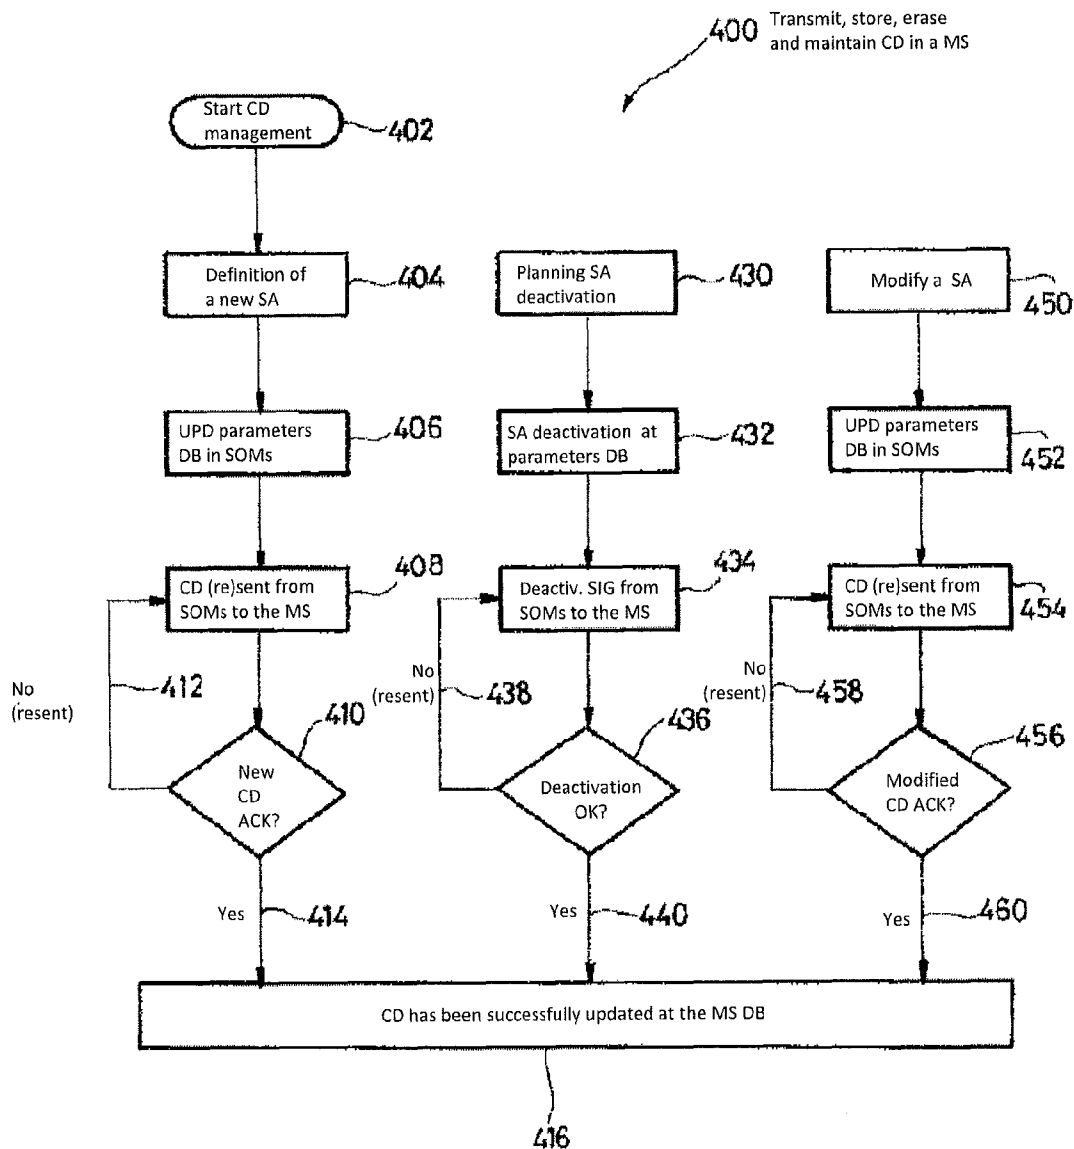 400 Transmit, store, erase
and maintain CD in a MS
Start CD
management
402
Definition of
a new SA
404
Planning SA
deactivation
430
Modify a SA
450
UPD parameters
DB in SOMs
406
SA deactivation at
parameters DB
432
UPD parameters
DB in SOMs
452
CD (re)sent from
SOMs to the MS
408
Deactiv. SIG from
SOMs to the MS
434
CD (re)sent from
SOMs to the MS
454
No
(resent)
412
No
(resent)
438
No
(resent)
458
New
CD
ACK?
410
Deactivation
OK?
436
Modified
CD ACK?
456
Yes
414
Yes
440
Yes
460
CD has been successfully updated at the MS DB
416